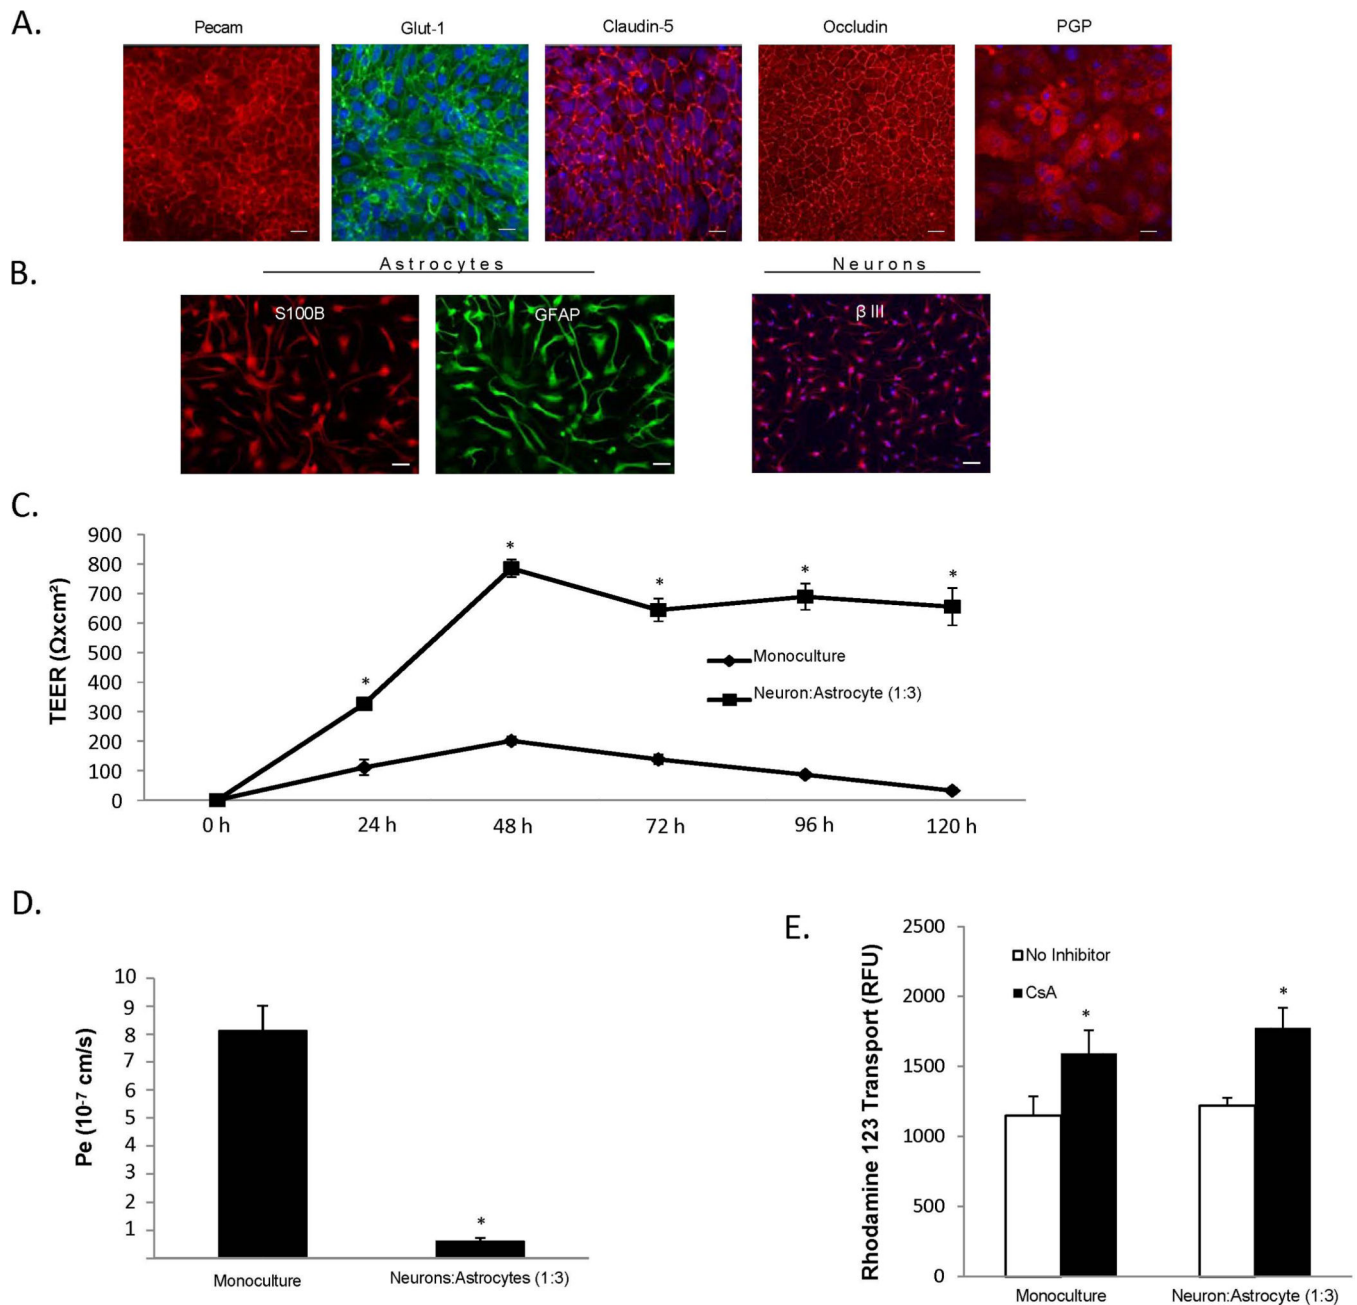 A.
Pecam
Glut-1
Claudin-5
Occludin
PGP
B.
Astrocytes
Neurons
S100B
GFAP
β III
C.
TEER (Ωxcm²)
900
800
700
600
500
400
300
200
100
0
*
*
*
*
*
Monoculture
Neuron:Astrocyte (1:3)
0 h
24 h
48 h
72 h
96 h
120 h
D.
Pe (10⁻⁷ cm/s)
10
9
8
7
6
5
4
3
2
1
*
Monoculture
Neurons:Astrocytes (1:3)
E.
Rhodamine 123 Transport (RFU)
2500
2000
1500
1000
500
0
No Inhibitor
CsA
*
*
Monoculture
Neuron:Astrocyte (1:3)